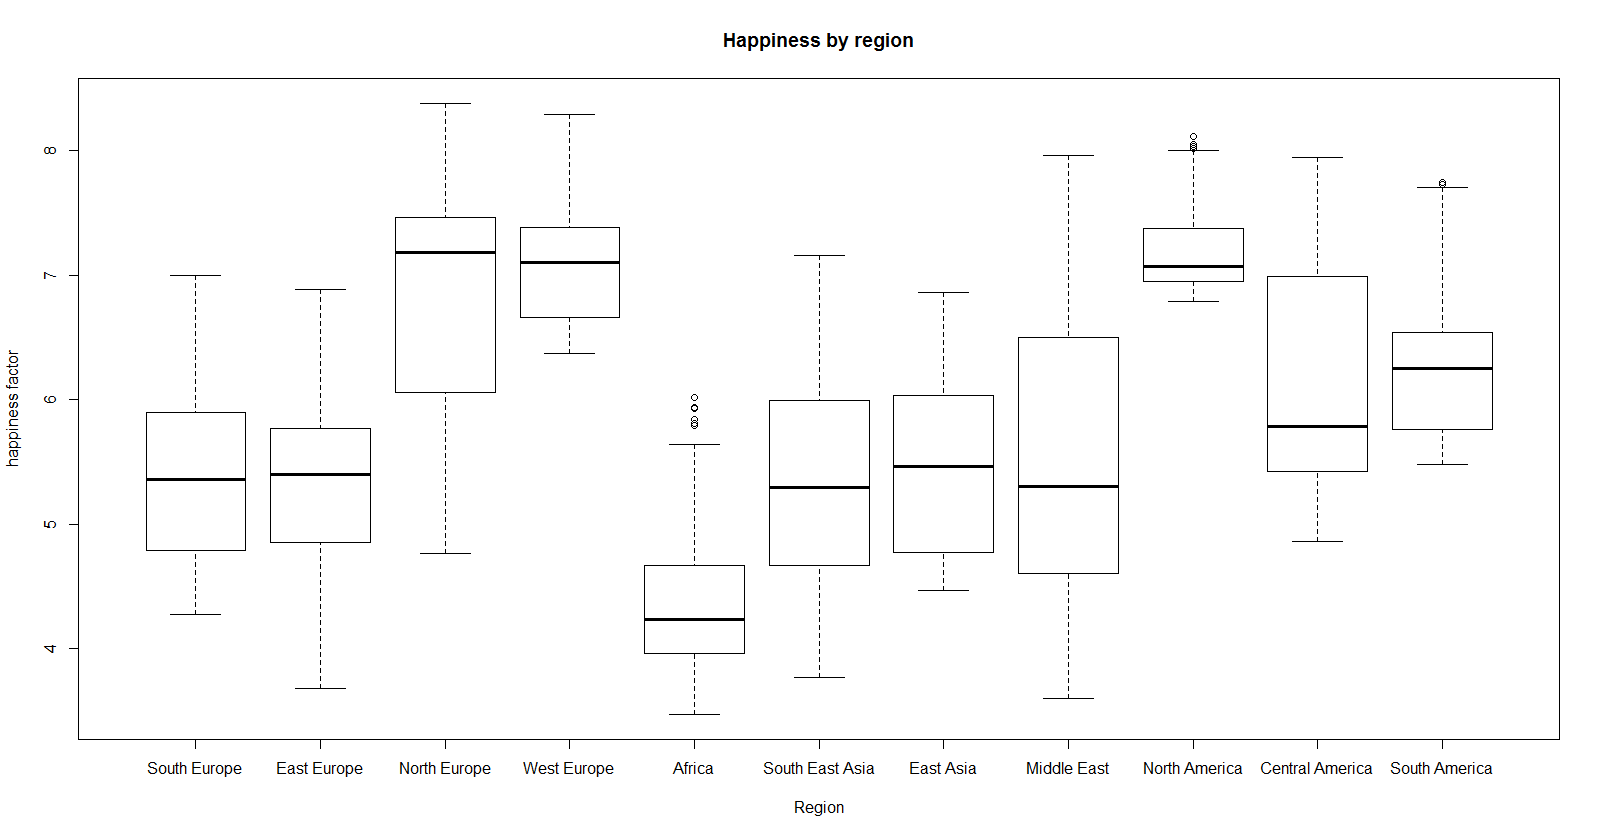 Happiness by region
happiness factor
8
7
6
5
4
South Europe East Europe North Europe West Europe Africa South East Asia East Asia Middle East North America Central America South America
Region